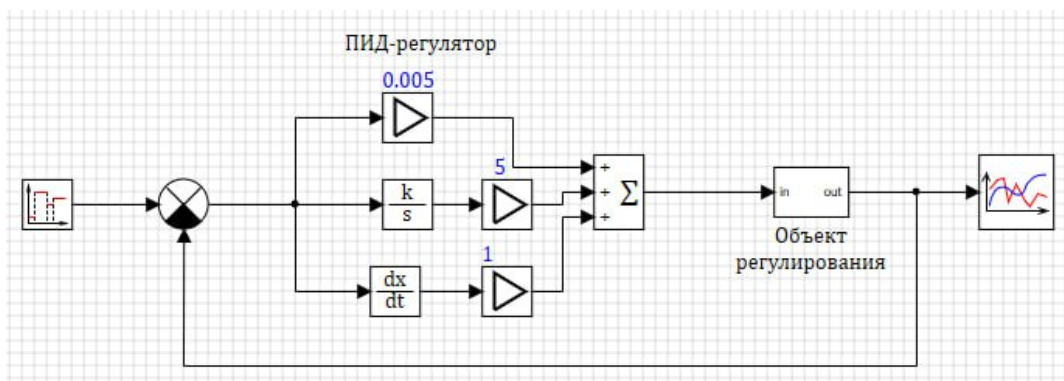 ПИД-регулятор
0.005
+
k
s
5
+
Σ
+
in
out
Объект
регулирования
dx
dt
1